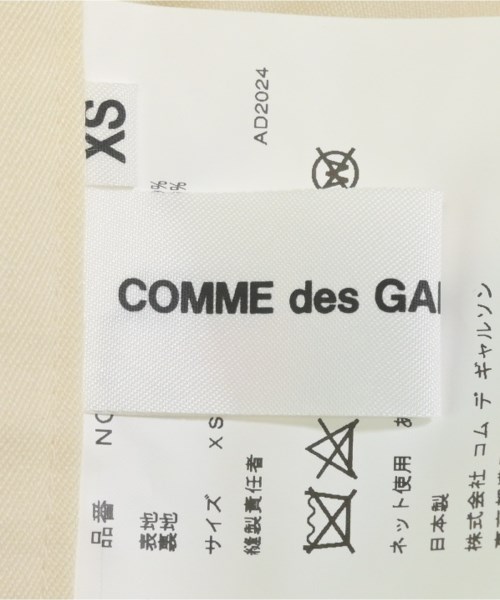 XS
COMME des GA
AD2024
品番 NO
表地
裏地
サイズ XS
縫製責任者
ネット使用 あ
日本製
株式会社 コム デ ギャルソン